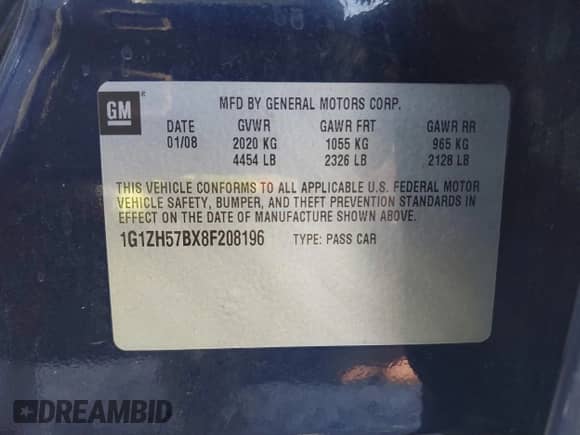 GM
MFD BY GENERAL MOTORS CORP.
DATE GVWR GAWR FRT GAWR RR
01/08 2020 KG 1055 KG 965 KG
4454 LB 2326 LB 2128 LB
THIS VEHICLE CONFORMS TO ALL APPLICABLE U.S. FEDERAL MOTOR
VEHICLE SAFETY, BUMPER, AND THEFT PREVENTION STANDARDS IN
EFFECT ON THE DATE OF MANUFACTURE SHOWN ABOVE.
1G1ZH57BX8F208196 TYPE: PASS CAR
DREAMBID